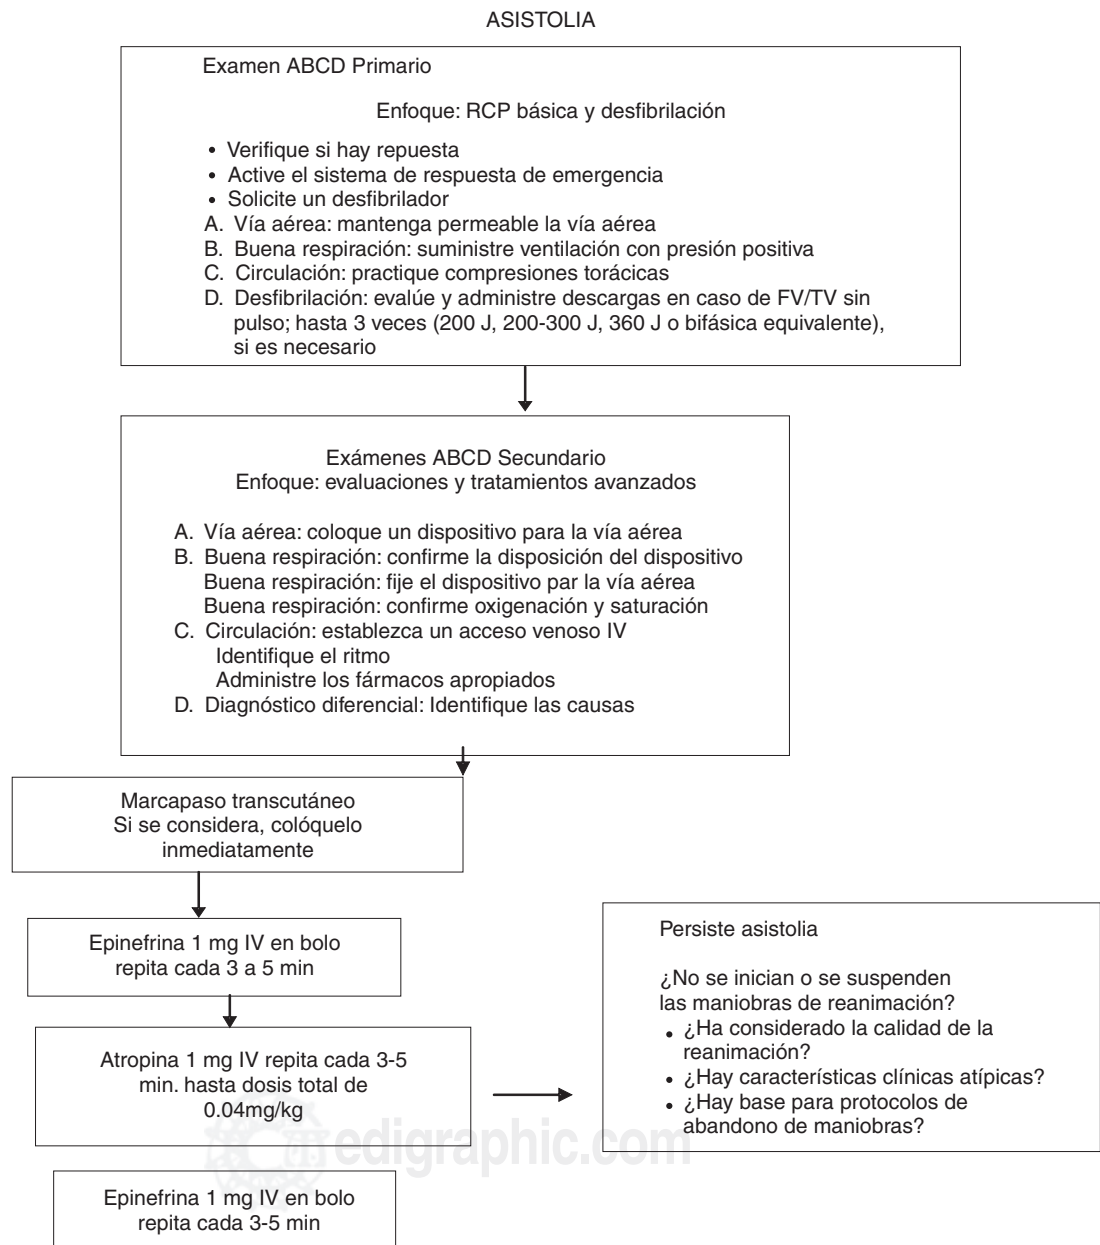 ASISTOLIA
Examen ABCD Primario
Enfoque: RCP básica y desfibrilación
• Verifique si hay repuesta
• Active el sistema de respuesta de emergencia
• Solicite un desfibrilador
A. Vía aérea: mantenga permeable la vía aérea
B. Buena respiración: suministre ventilación con presión positiva
C. Circulación: practique compresiones torácicas
D. Desfibrilación: evalúe y administre descargas en caso de FV/TV sin
pulso; hasta 3 veces (200 J, 200-300 J, 360 J o bifásica equivalente),
si es necesario
Exámenes ABCD Secundario
Enfoque: evaluaciones y tratamientos avanzados
A. Vía aérea: coloque un dispositivo para la vía aérea
B. Buena respiración: confirme la disposición del dispositivo
Buena respiración: fije el dispositivo par la vía aérea
Buena respiración: confirme oxigenación y saturación
C. Circulación: establezca un acceso venoso IV
Identifique el ritmo
Administre los fármacos apropiados
D. Diagnóstico diferencial: Identifique las causas
Marcapaso transcutáneo
Si se considera, colóquelo
inmediatamente
Epinefrina 1 mg IV en bolo
repita cada 3 a 5 min
Atropina 1 mg IV repita cada 3-5
min. hasta dosis total de
0.04mg/kg
Persiste asistolia
¿No se inician o se suspenden
las maniobras de reanimación?
• ¿Ha considerado la calidad de la
reanimación?
• ¿Hay características clínicas atípicas?
• ¿Hay base para protocolos de
abandono de maniobras?
edigraphic.com
Epinefrina 1 mg IV en bolo
repita cada 3-5 min